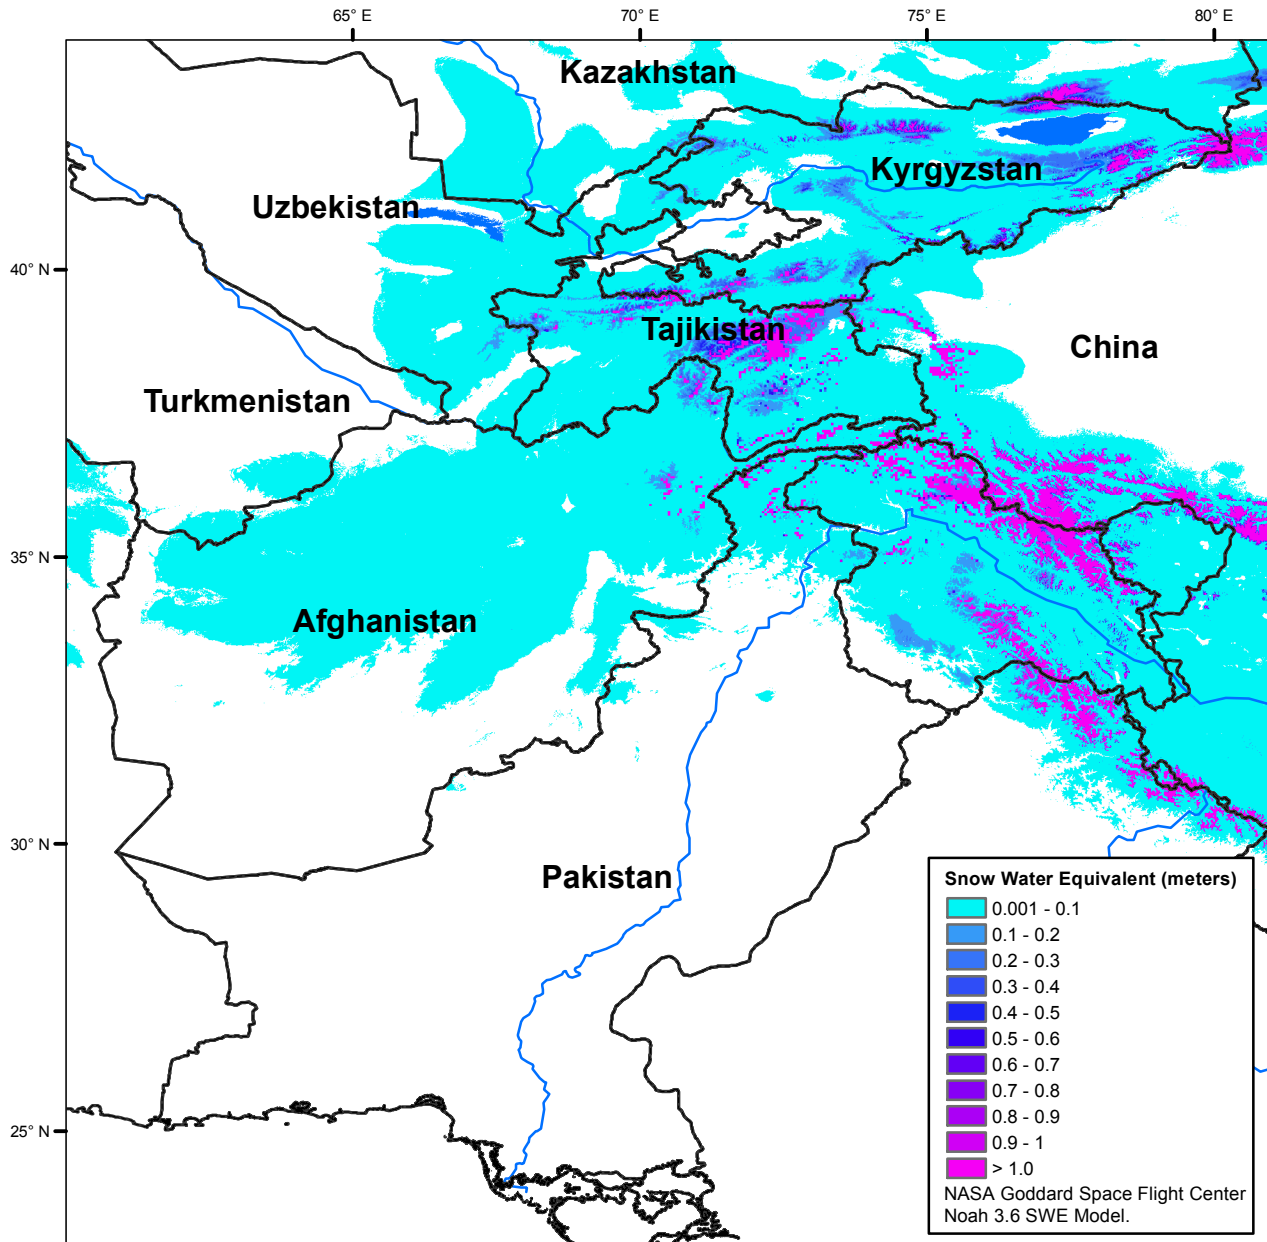 65° E
70° E
75° E
80° E
Kazakhstan
Kyrgyzstan
Uzbekistan
40° N
Tajikistan
China
Turkmenistan
35° N
Afghanistan
30° N
Pakistan
25° N
Snow Water Equivalent (meters)
0.001 - 0.1
0.1 - 0.2
0.2 - 0.3
0.3 - 0.4
0.4 - 0.5
0.5 - 0.6
0.6 - 0.7
0.7 - 0.8
0.8 - 0.9
0.9 - 1
> 1.0
NASA Goddard Space Flight Center
Noah 3.6 SWE Model.